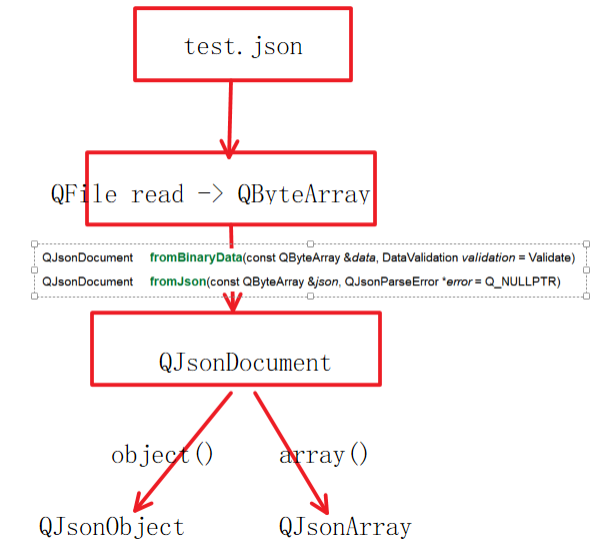 test.json
QFile read -> QByteArray
QJsonDocument fromBinaryData(const QByteArray &data, DataValidation validation = Validate)
QJsonDocument fromJson(const QByteArray &json, QJsonParseError *error = Q_NULLPTR)
QJsonDocument
object() array()
QJsonObject QJsonArray